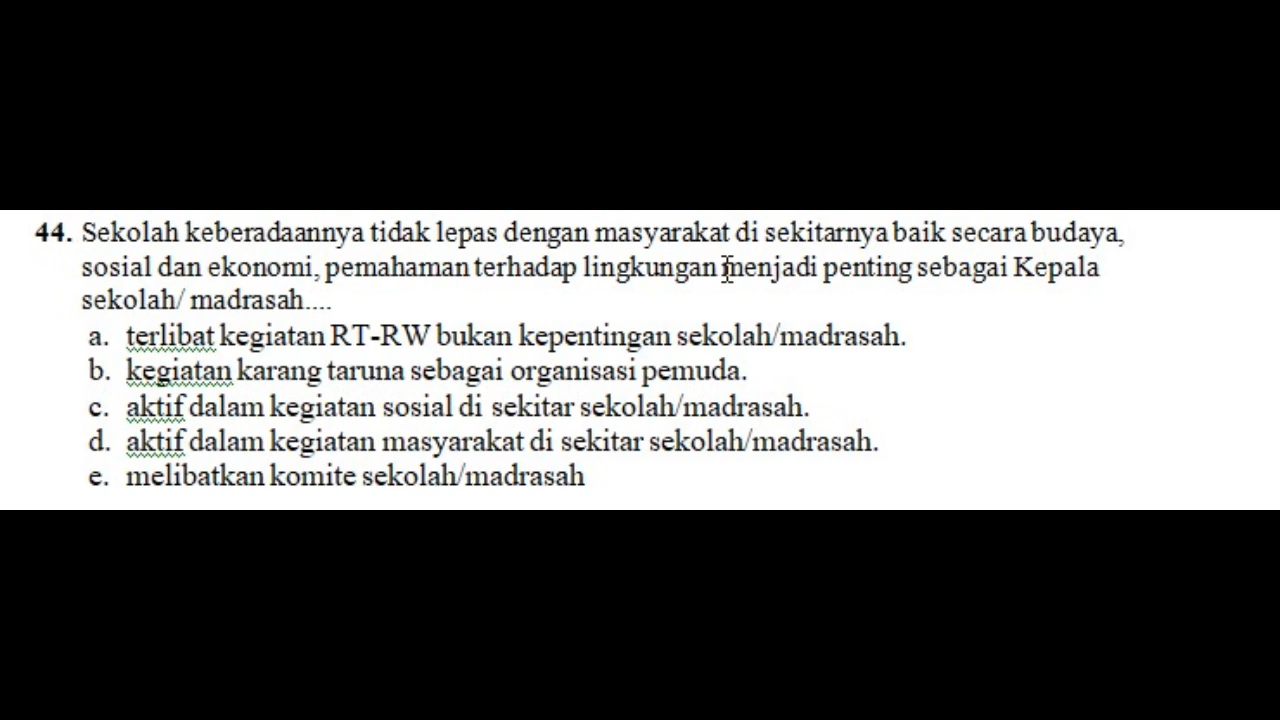 44. Sekolah keberadaannya tidak lepas dengan masyarakat di sekitarnya baik secara budaya,
sosial dan ekonomi, pemahaman terhadap lingkungan menjadi penting sebagai Kepala
sekolah/ madrasah....
a. terlibat kegiatan RT-RW bukan kepentingan sekolah/madrasah.
b. kegiatan karang taruna sebagai organisasi pemuda.
c. aktif dalam kegiatan sosial di sekitar sekolah/madrasah.
d. aktif dalam kegiatan masyarakat di sekitar sekolah/madrasah.
e. melibatkan komite sekolah/madrasah